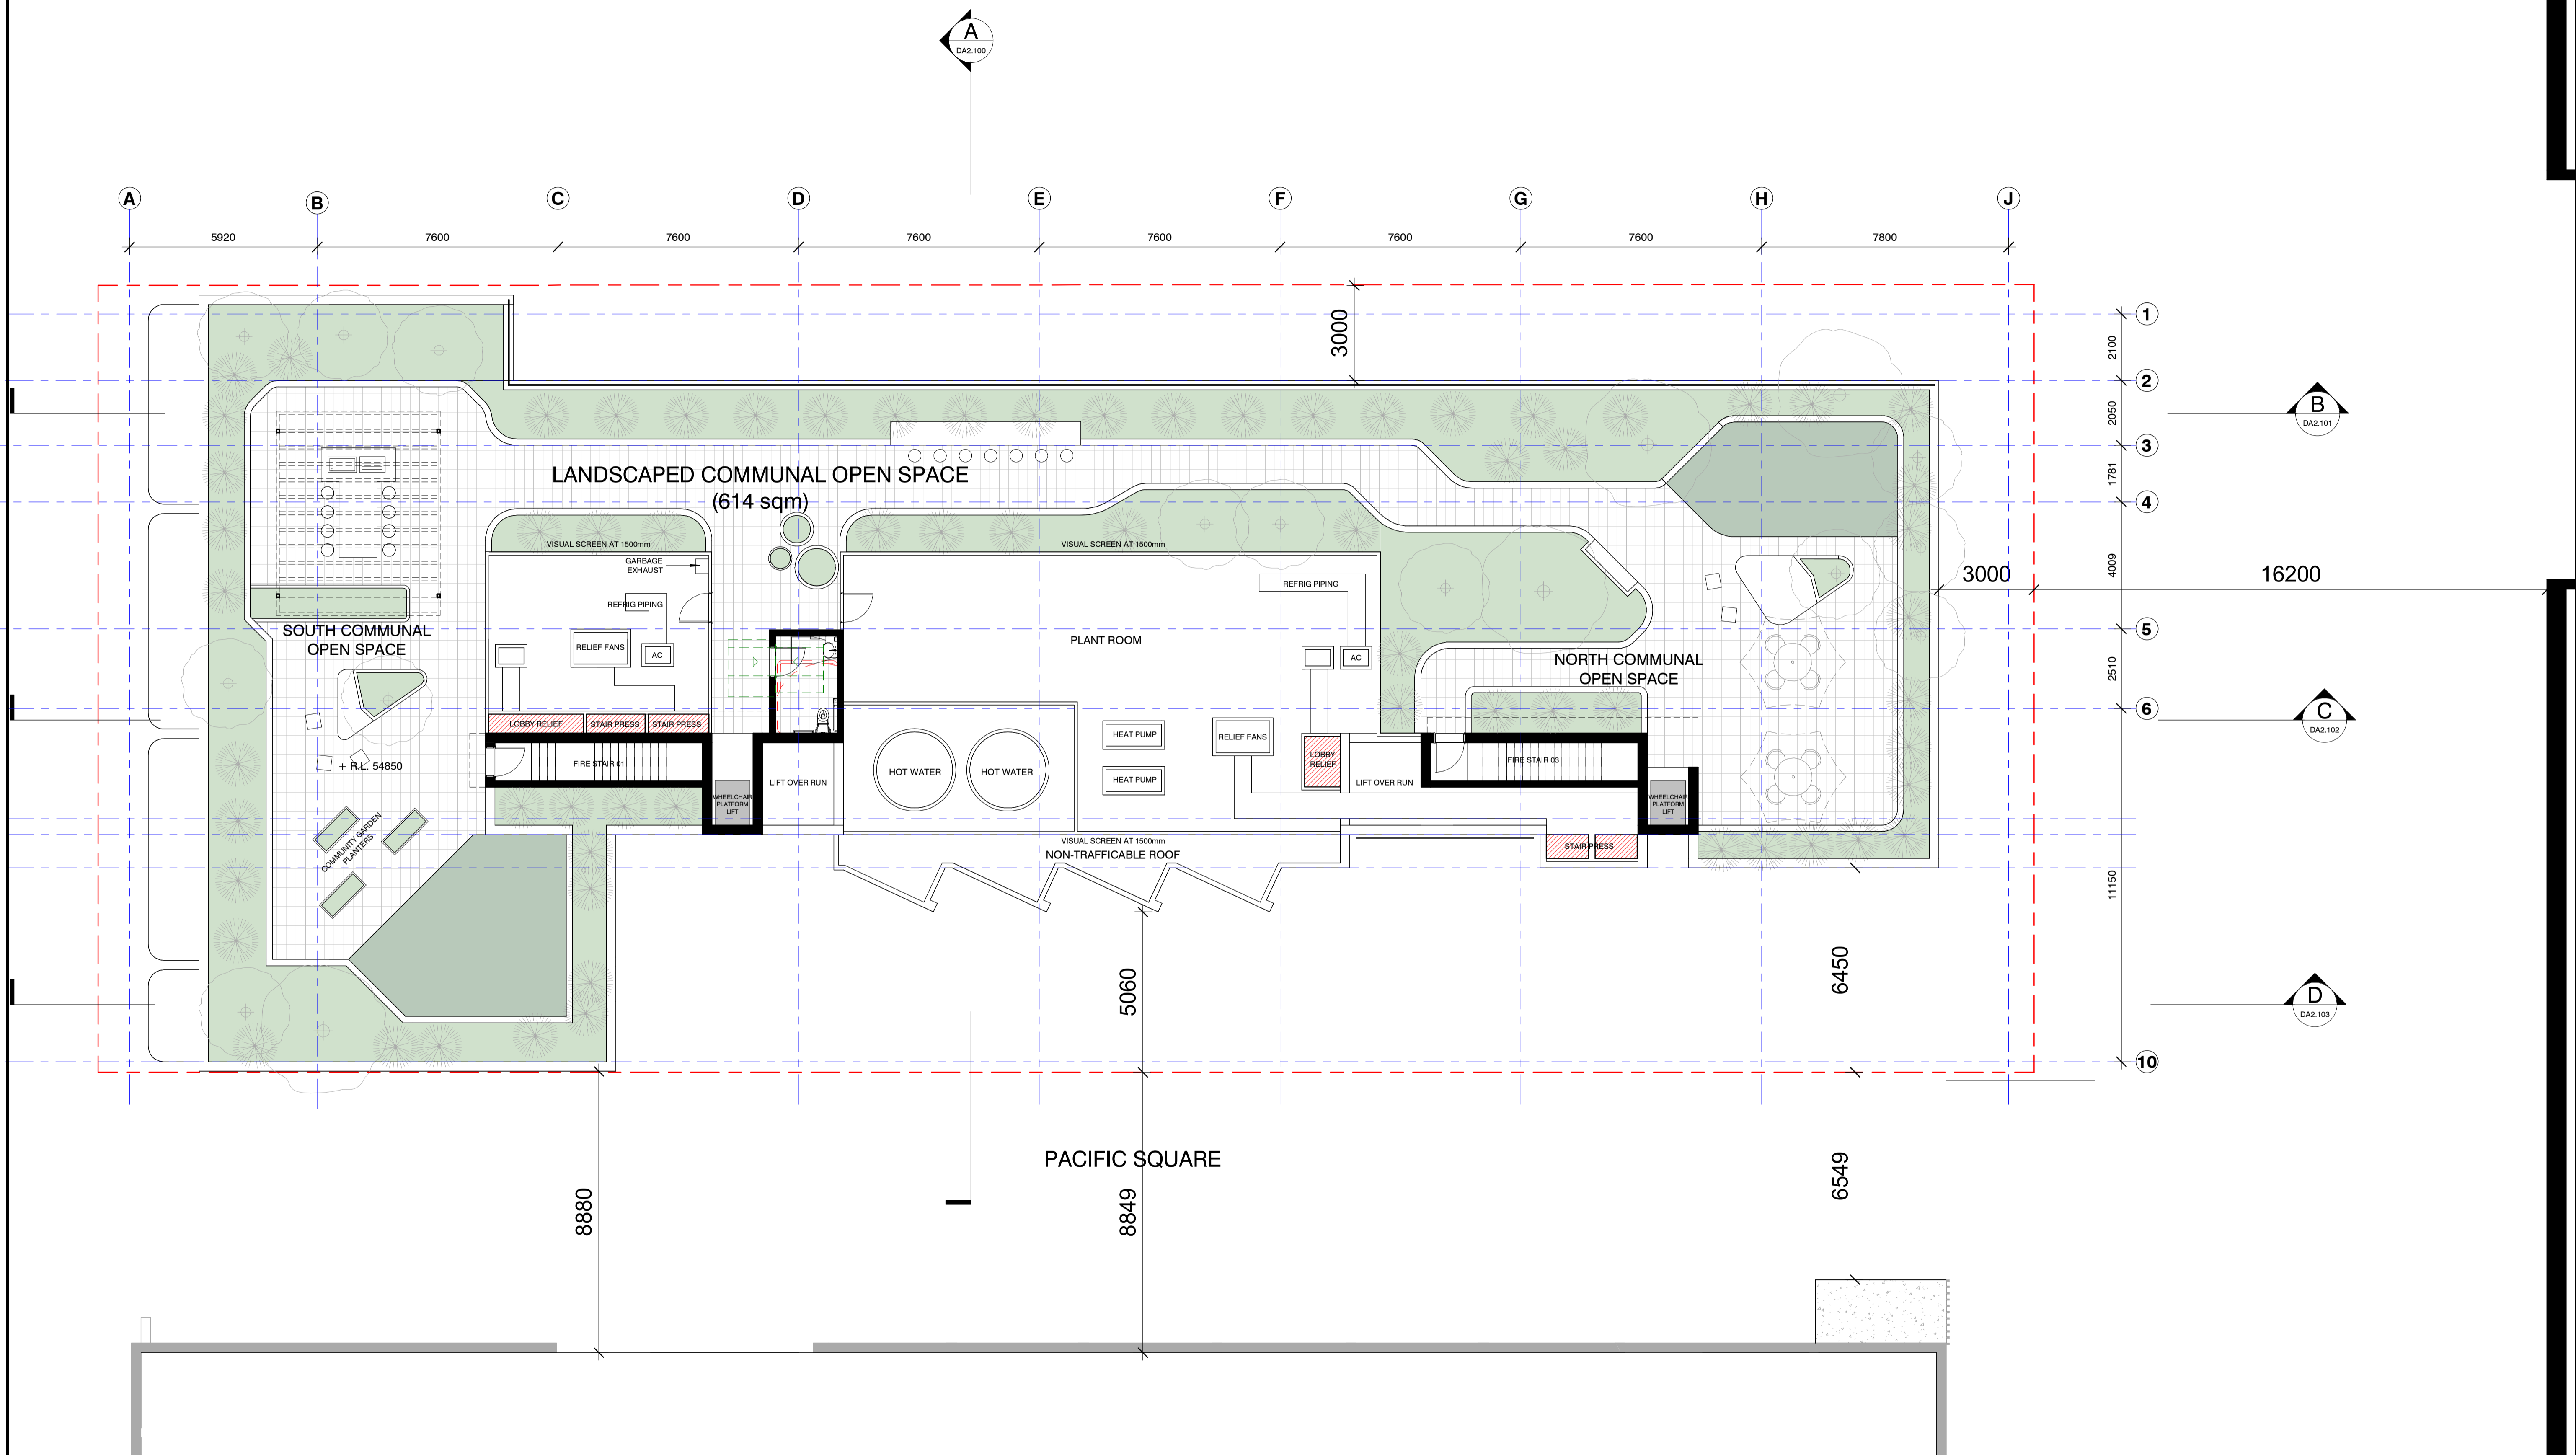 A
DA2.100
A
B
C
D
E
F
G
H
J
5920
7600
7600
7600
7600
7600
7600
7800
3000
1
2100
2
2050
B
DA2.101
3
1781
4
LANDSCAPED COMMUNAL OPEN SPACE
(614 sqm)
VISUAL SCREEN AT 1500mm
VISUAL SCREEN AT 1500mm
GARBAGE
EXHAUST
4009
3000
16200
REFRIG PIPING
REFRIG PIPING
SOUTH COMMUNAL
OPEN SPACE
RELIEF FANS
AC
PLANT ROOM
AC
5
NORTH COMMUNAL
OPEN SPACE
2510
6
C
DA2.102
LOBBY RELIEF
STAIR PRESS
STAIR PRESS
HEAT PUMP
RELIEF FANS
HOT WATER
HOT WATER
HEAT PUMP
LOBBY
RELIEF
+ R.L. 54850
FIRE STAIR 01
LIFT OVER RUN
LIFT OVER RUN
FIRE STAIR 03
WHEELCHAIR
PLATFORM
LIFT
WHEELCHAIR
PLATFORM
LIFT
COMMUNITY GARDEN
PLANTERS
VISUAL SCREEN AT 1500mm
NON-TRAFFICABLE ROOF
STAIR PRESS
11150
5060
6450
D
DA2.103
10
PACIFIC SQUARE
8880
8849
6549